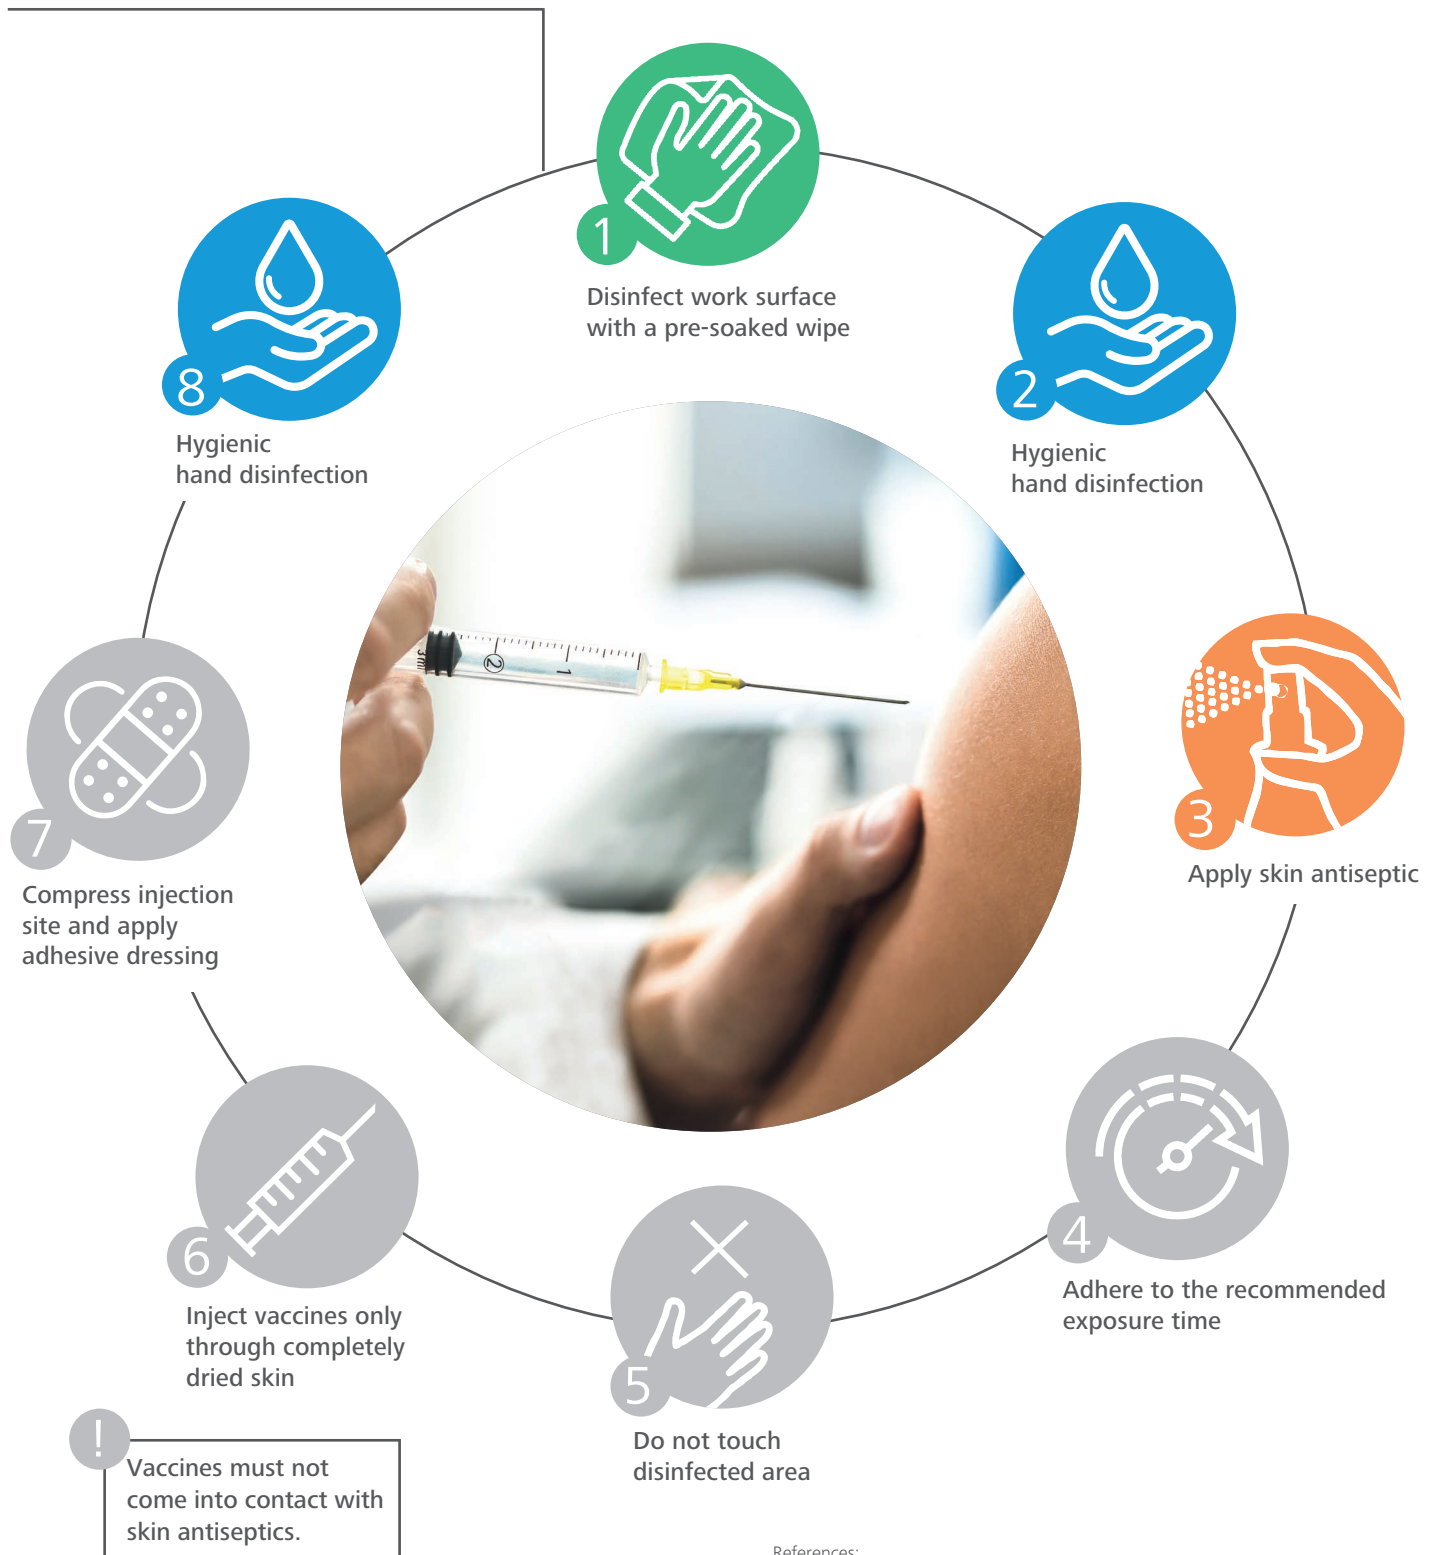 1
Disinfect work surface
with a pre-soaked wipe
2
Hygienic
hand disinfection
3
Apply skin antiseptic
4
Adhere to the recommended
exposure time
5
Do not touch
disinfected area
6
Inject vaccines only
through completely
dried skin
!
Vaccines must not
come into contact with
skin antiseptics.
7
Compress injection
site and apply
adhesive dressing
8
Hygienic
hand disinfection
3ml
2
1
References: